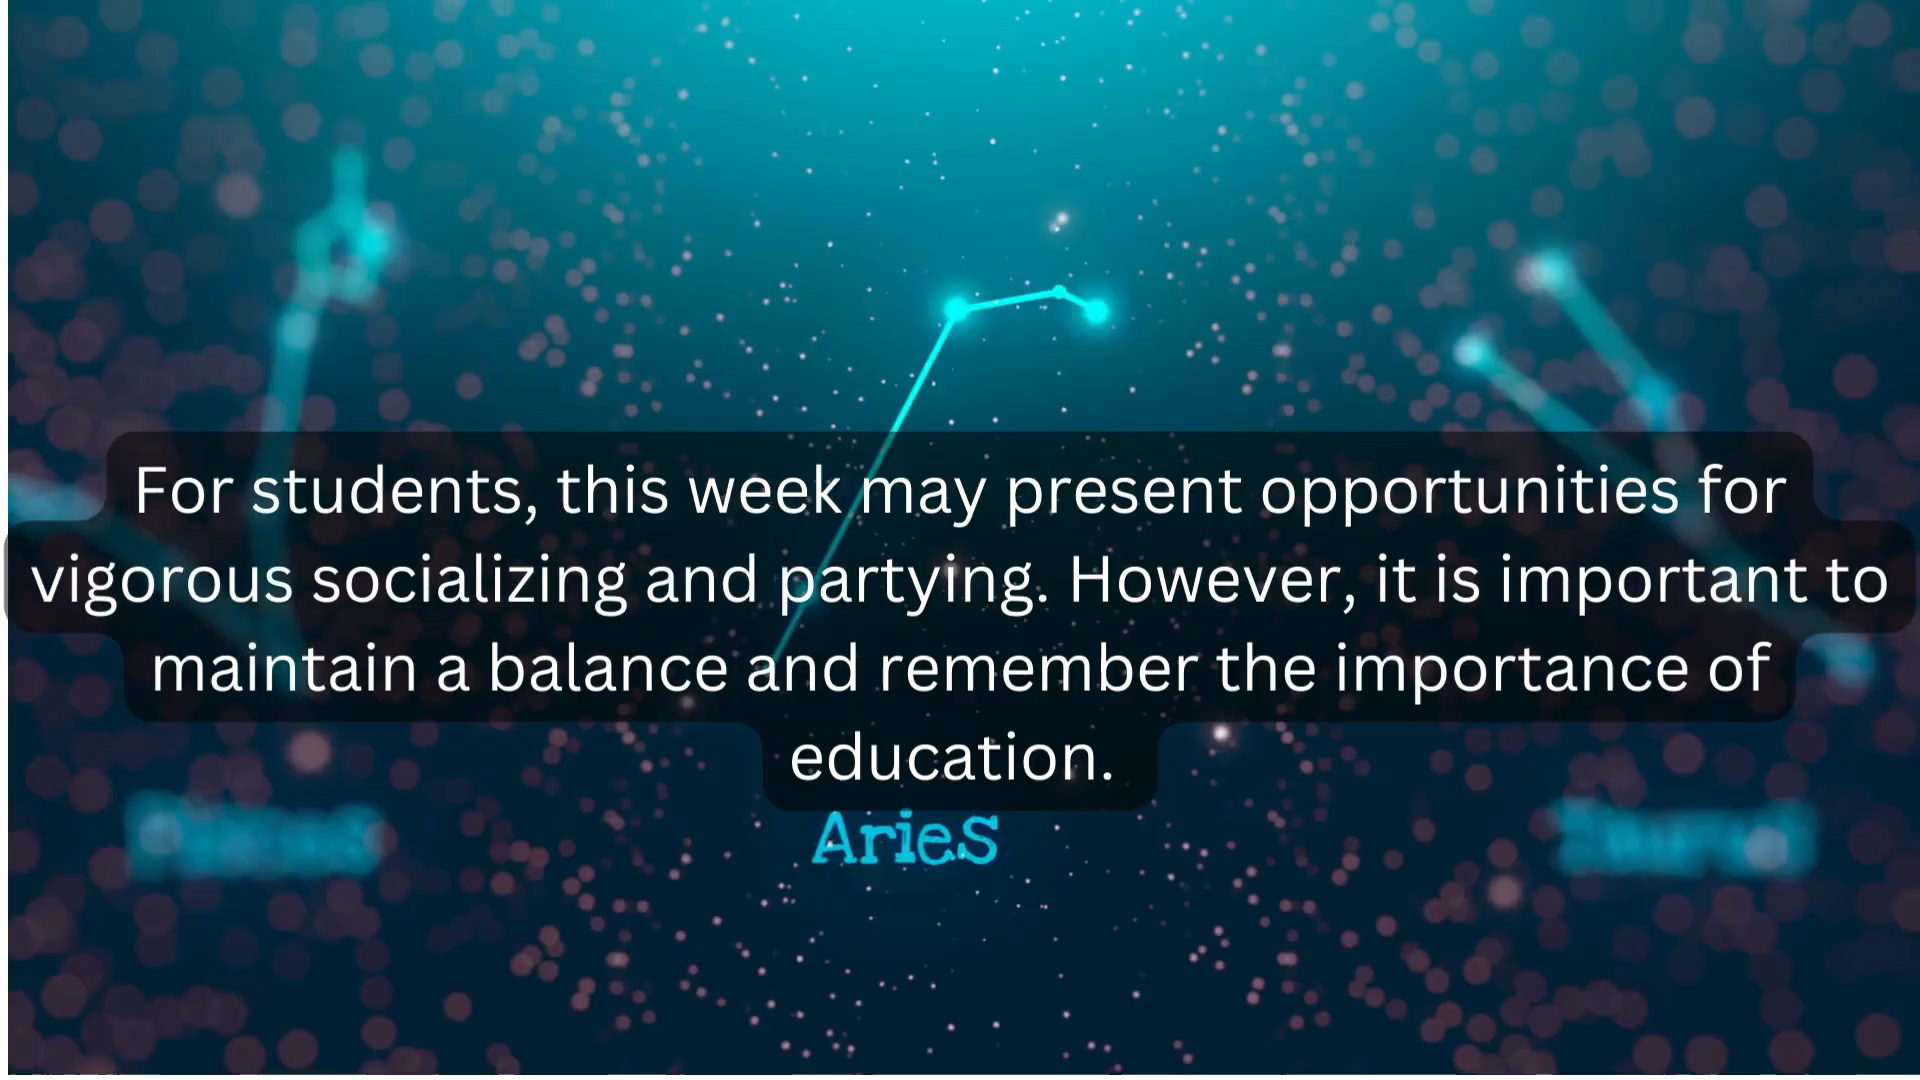 For students, this week may present opportunities for
vigorous socializing and partying. However, it is important to
maintain a balance and remember the importance of
education.
Aries